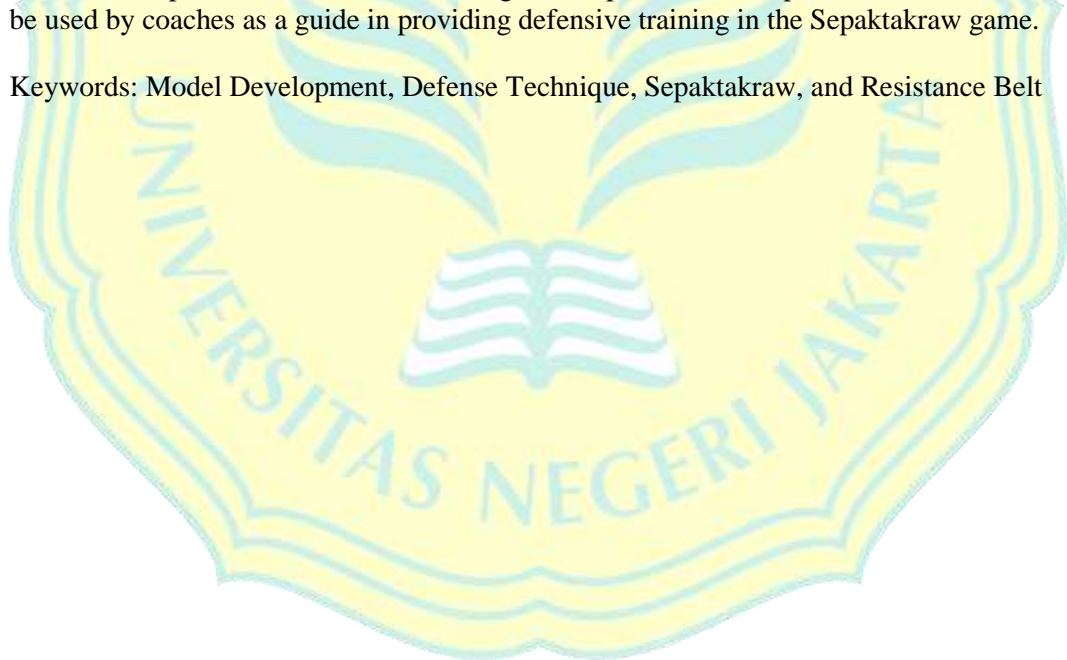 be used by coaches as a guide in providing defensive training in the Sepaktakraw game.
Keywords: Model Development, Defense Technique, Sepaktakraw, and Resistance Belt
UNIVERSITAS NEGERI JAKARTA